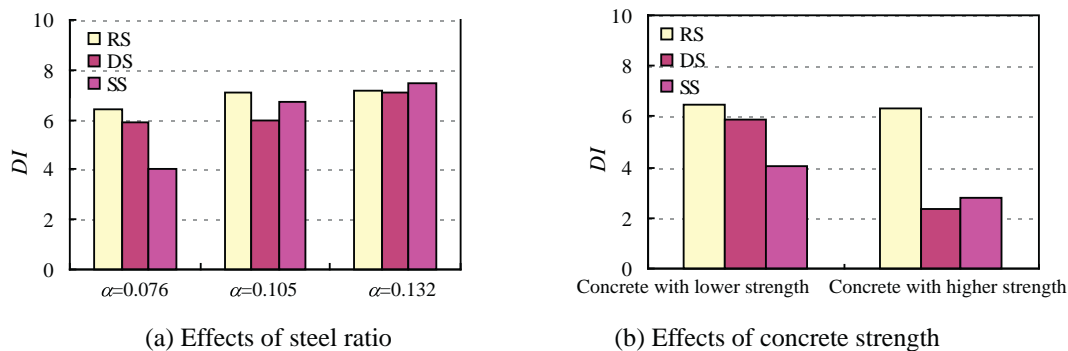 10
8
6
4
2
0
DI
RS
DS
SS
α=0.076
α=0.105
α=0.132
(a) Effects of steel ratio
10
8
6
4
2
0
DI
RS
DS
SS
Concrete with lower strength
Concrete with higher strength
(b) Effects of concrete strength